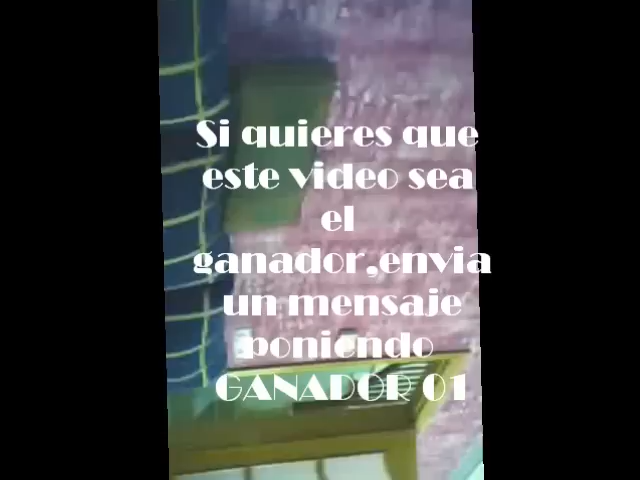 Si quieres que
este video sea
el
ganador,envia
un mensaje
poniendo
GANADOR 01